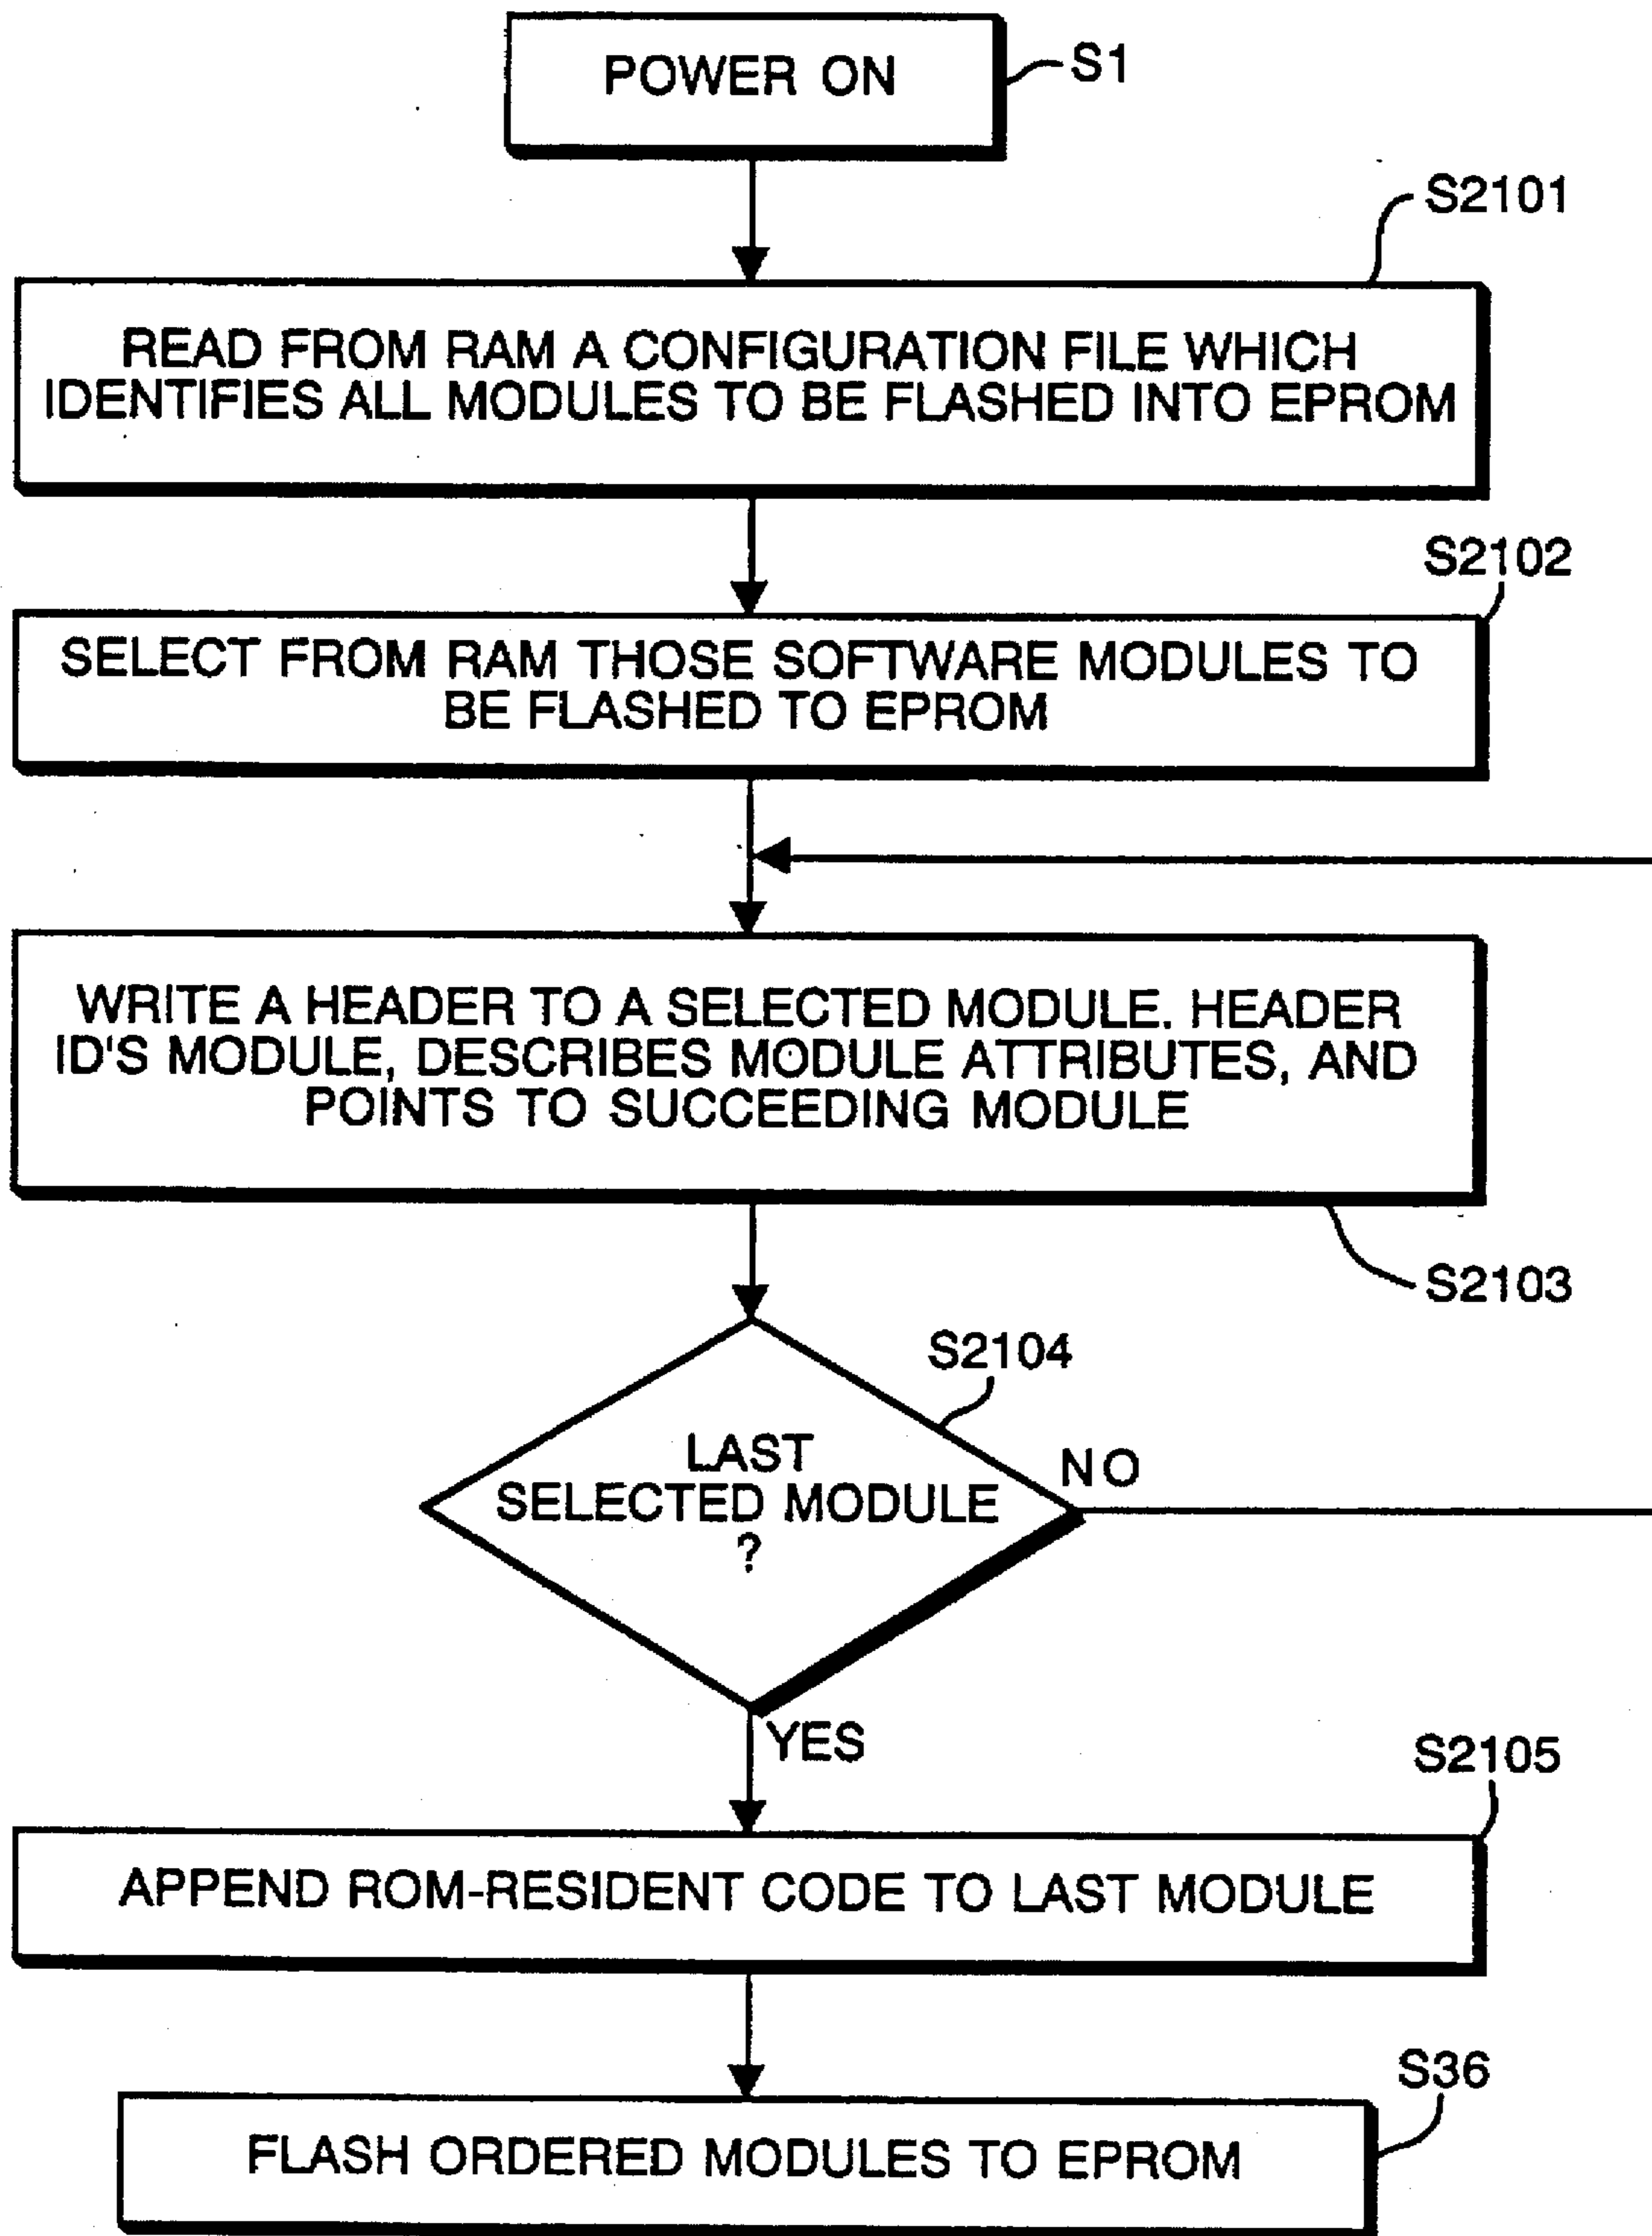 POWER ON
S1
S2101
READ FROM RAM A CONFIGURATION FILE WHICH
IDENTIFIES ALL MODULES TO BE FLASHED INTO EPROM
S2102
SELECT FROM RAM THOSE SOFTWARE MODULES TO
BE FLASHED TO EPROM
WRITE A HEADER TO A SELECTED MODULE. HEADER
ID'S MODULE, DESCRIBES MODULE ATTRIBUTES, AND
POINTS TO SUCCEEDING MODULE
S2103
S2104
LAST
SELECTED MODULE
?
NO
YES
S2105
APPEND ROM-RESIDENT CODE TO LAST MODULE
S36
FLASH ORDERED MODULES TO EPROM